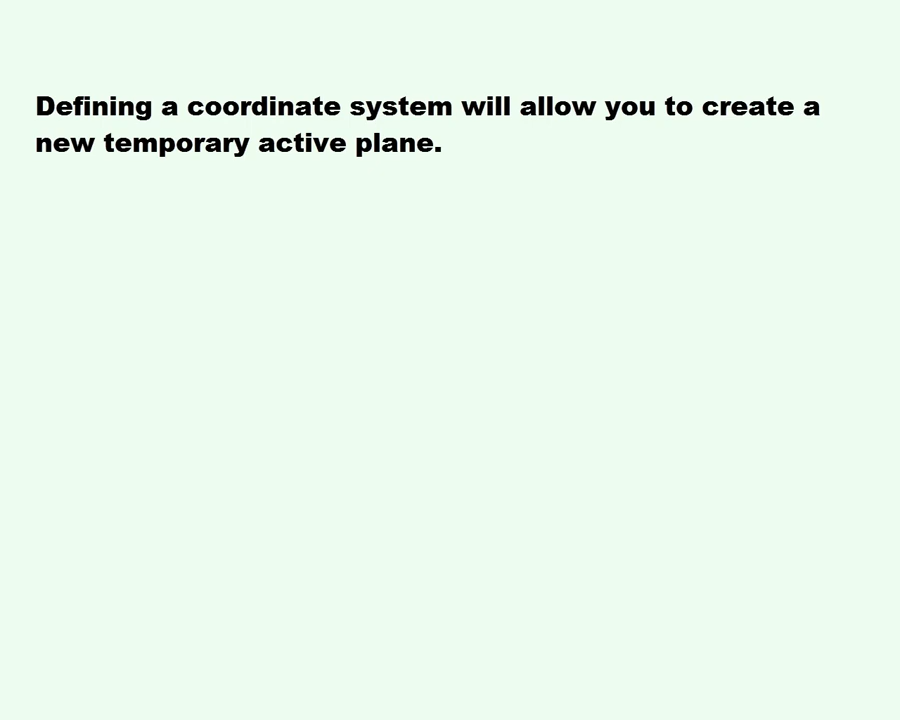 Defining a coordinate system will allow you to create a
new temporary active plane.